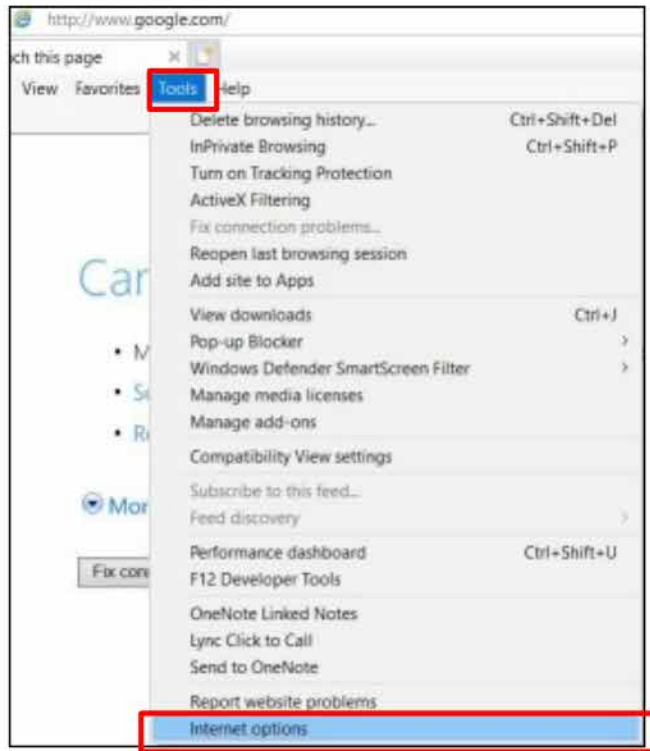 http://www.google.com/
ch this page
View Favorites Tools Help
Delete browsing history... Ctrl+Shift+Del
InPrivate Browsing Ctrl+Shift+P
Turn on Tracking Protection
ActiveX Filtering
Fix connection problems...
Reopen last browsing session
Add site to Apps
View downloads Ctrl+J
Pop-up Blocker
Windows Defender SmartScreen Filter
Manage media licenses
Manage add-ons
Compatibility View settings
Subscribe to this feed...
Feed discovery
Performance dashboard Ctrl+Shift+U
F12 Developer Tools
OneNote Linked Notes
Lync Click to Call
Send to OneNote
Report website problems
Internet options
Can
• M
• Se
• Re
Mor
Fix con